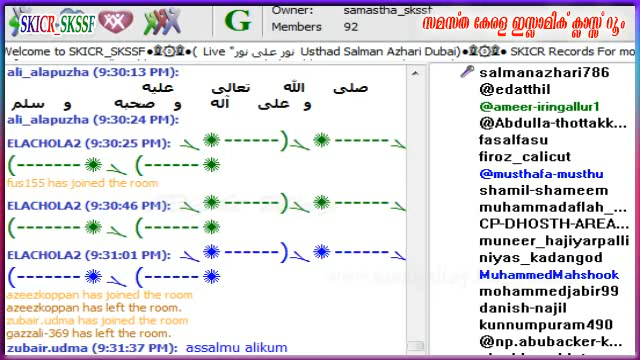 SKICR_SKSSF
G
Owner: samastha_skssf
Members 92
സമസ്ത കേരള ഇസ്ലാമിക് ക്ലാസ്സ് റൂം
Welcome to SKICR_SKSSF●۩۞۩●( Live "نور على نور" Usthad Salman Azhari Dubai)●۩۞۩● SKICR Records For mo
ali_alapuzha (9:30:13 PM):
صلى الله تعالى عليه
و على آله و صحبه و سلم
ali_alapuzha (9:30:24 PM):
ELACHOLA2 (9:30:25 PM):
fus155 has joined the room
ELACHOLA2 (9:30:46 PM):
ELACHOLA2 (9:31:01 PM):
azeezkoppan has joined the room
azeezkoppan has left the room.
zubair.udma has joined the room
gazzali-369 has left the room.
zubair.udma (9:31:37 PM): assalmu alikum
salmanazhari786
@edatthil
@ameer-iringallur1
@Abdulla-thottakk...
fasalfasu
firoz_calicut
@musthafa-musthu
shamil-shameem
muhammadaflah_...
CP-DHOSTH-AREA...
muneer_hajiyarpalli
niyas_kadangod
MuhammedMahshook
mohammedjabir99
danish-najil
kunnumpuram490
@np.abubacker-k...